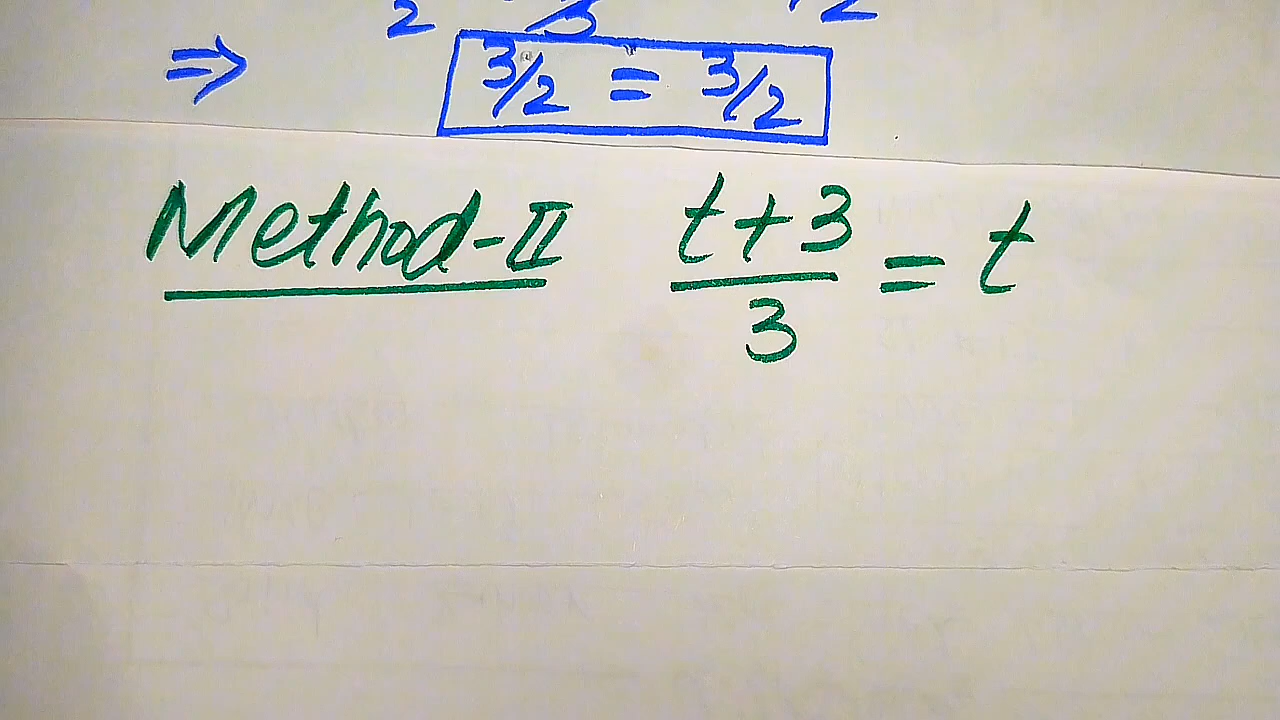 ⇒ 3/2 = 3/2
Method-II t+3/3 = t